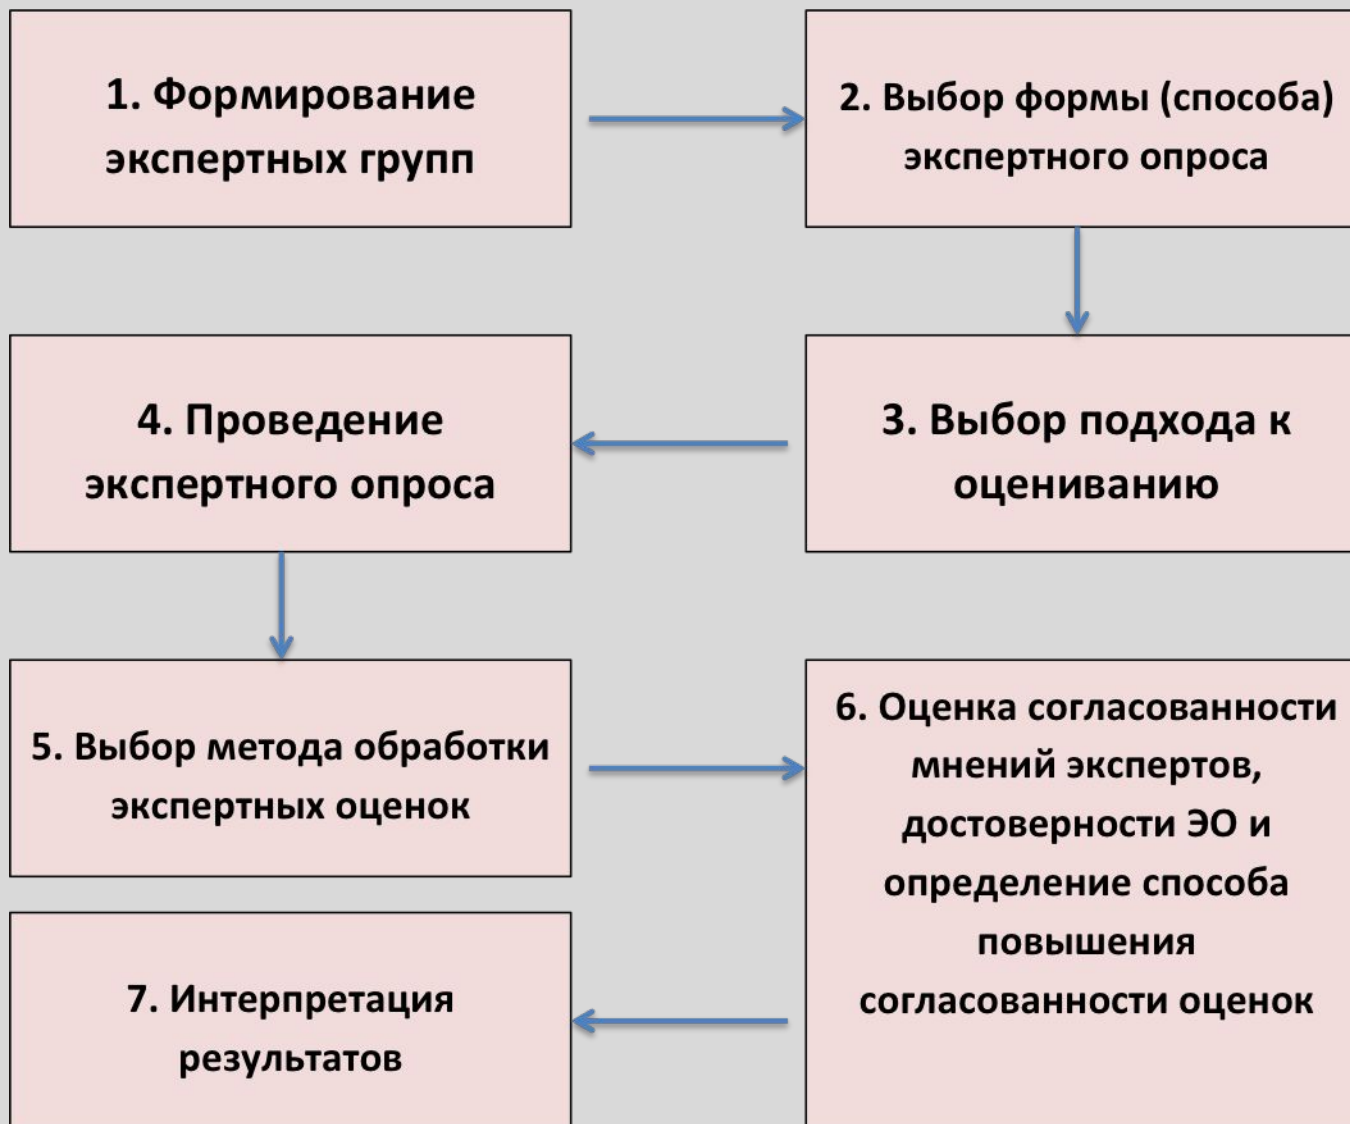 1. Формирование
экспертных групп
2. Выбор формы (способа)
экспертного опроса
3. Выбор подхода к
оцениванию
4. Проведение
экспертного опроса
5. Выбор метода обработки
экспертных оценок
6. Оценка согласованности
мнений экспертов,
достоверности ЭО и
определение способа
повышения
согласованности оценок
7. Интерпретация
результатов